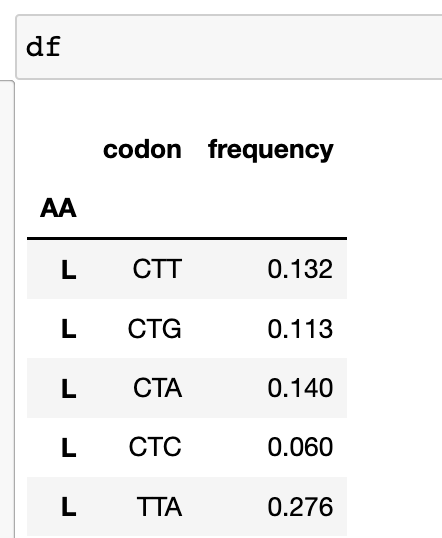 df
codon frequency
AA
L CTT 0.132
L CTG 0.113
L CTA 0.140
L CTC 0.060
L TTA 0.276